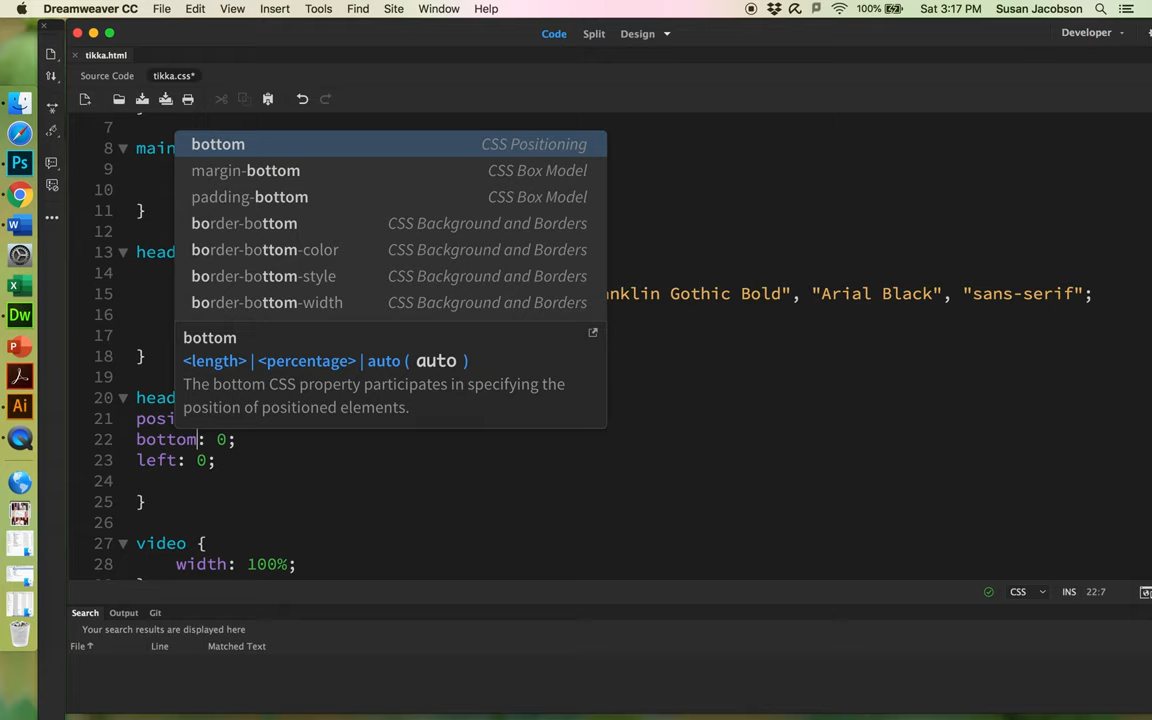 Dreamweaver CC File Edit View Insert Tools Find Site Window Help 100% Sat 3:17 PM Susan Jacobson
Code Split Design Developer
tikka.html
Source Code tikka.css*
7
8 main
9
10
11 }
12
13 head
14
15 nklin Gothic Bold", "Arial Black", "sans-serif";
16
17
18 }
19
20 head
21 posi
22 bottom: 0;
23 left: 0;
24
25 }
26
27 video {
28 width: 100%;
bottom CSS Positioning
margin-bottom CSS Box Model
padding-bottom CSS Box Model
border-bottom CSS Background and Borders
border-bottom-color CSS Background and Borders
border-bottom-style CSS Background and Borders
border-bottom-width CSS Background and Borders
bottom
<length> | <percentage> | auto ( auto )
The bottom CSS property participates in specifying the
position of positioned elements.
CSS INS 22:7
Search Output Git
Your search results are displayed here
File Line Matched Text
Ps
W
X
Dw
P
Ai